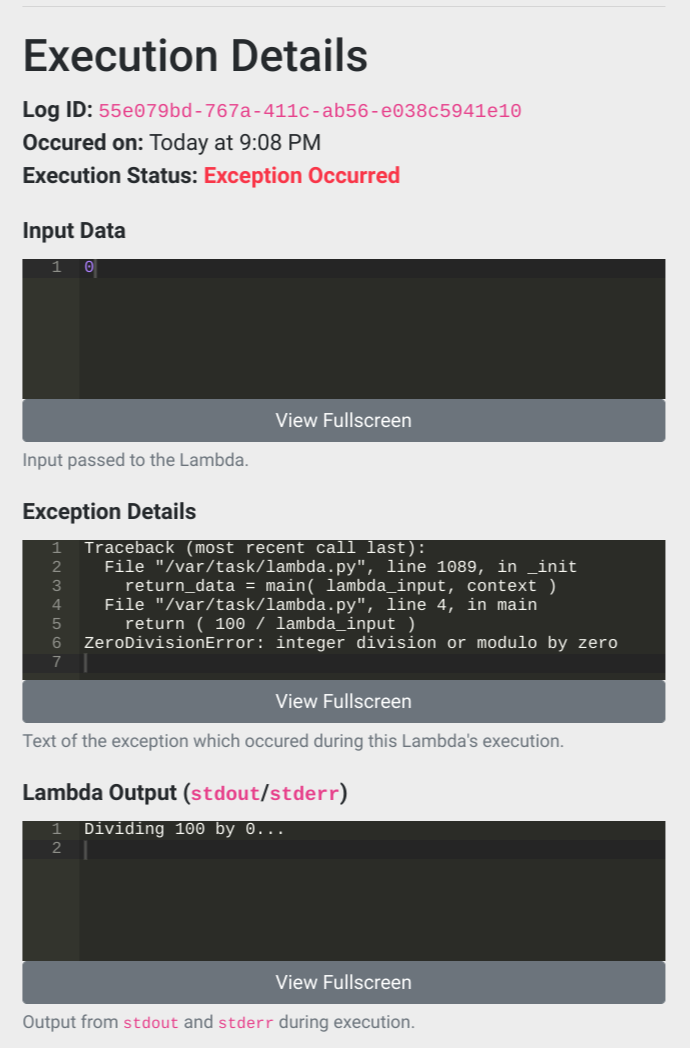 Execution Details
Log ID: 55e079bd-767a-411c-ab56-e038c5941e10
Occured on: Today at 9:08 PM
Execution Status: Exception Occurred
Input Data
1 0
View Fullscreen
Input passed to the Lambda.
Exception Details
1 Traceback (most recent call last):
2   File "/var/task/lambda.py", line 1089, in _init
3     return_data = main( lambda_input, context )
4   File "/var/task/lambda.py", line 4, in main
5     return ( 100 / lambda_input )
6 ZeroDivisionError: integer division or modulo by zero
7
View Fullscreen
Text of the exception which occured during this Lambda's execution.
Lambda Output (stdout/stderr)
1 Dividing 100 by 0...
2
View Fullscreen
Output from stdout and stderr during execution.